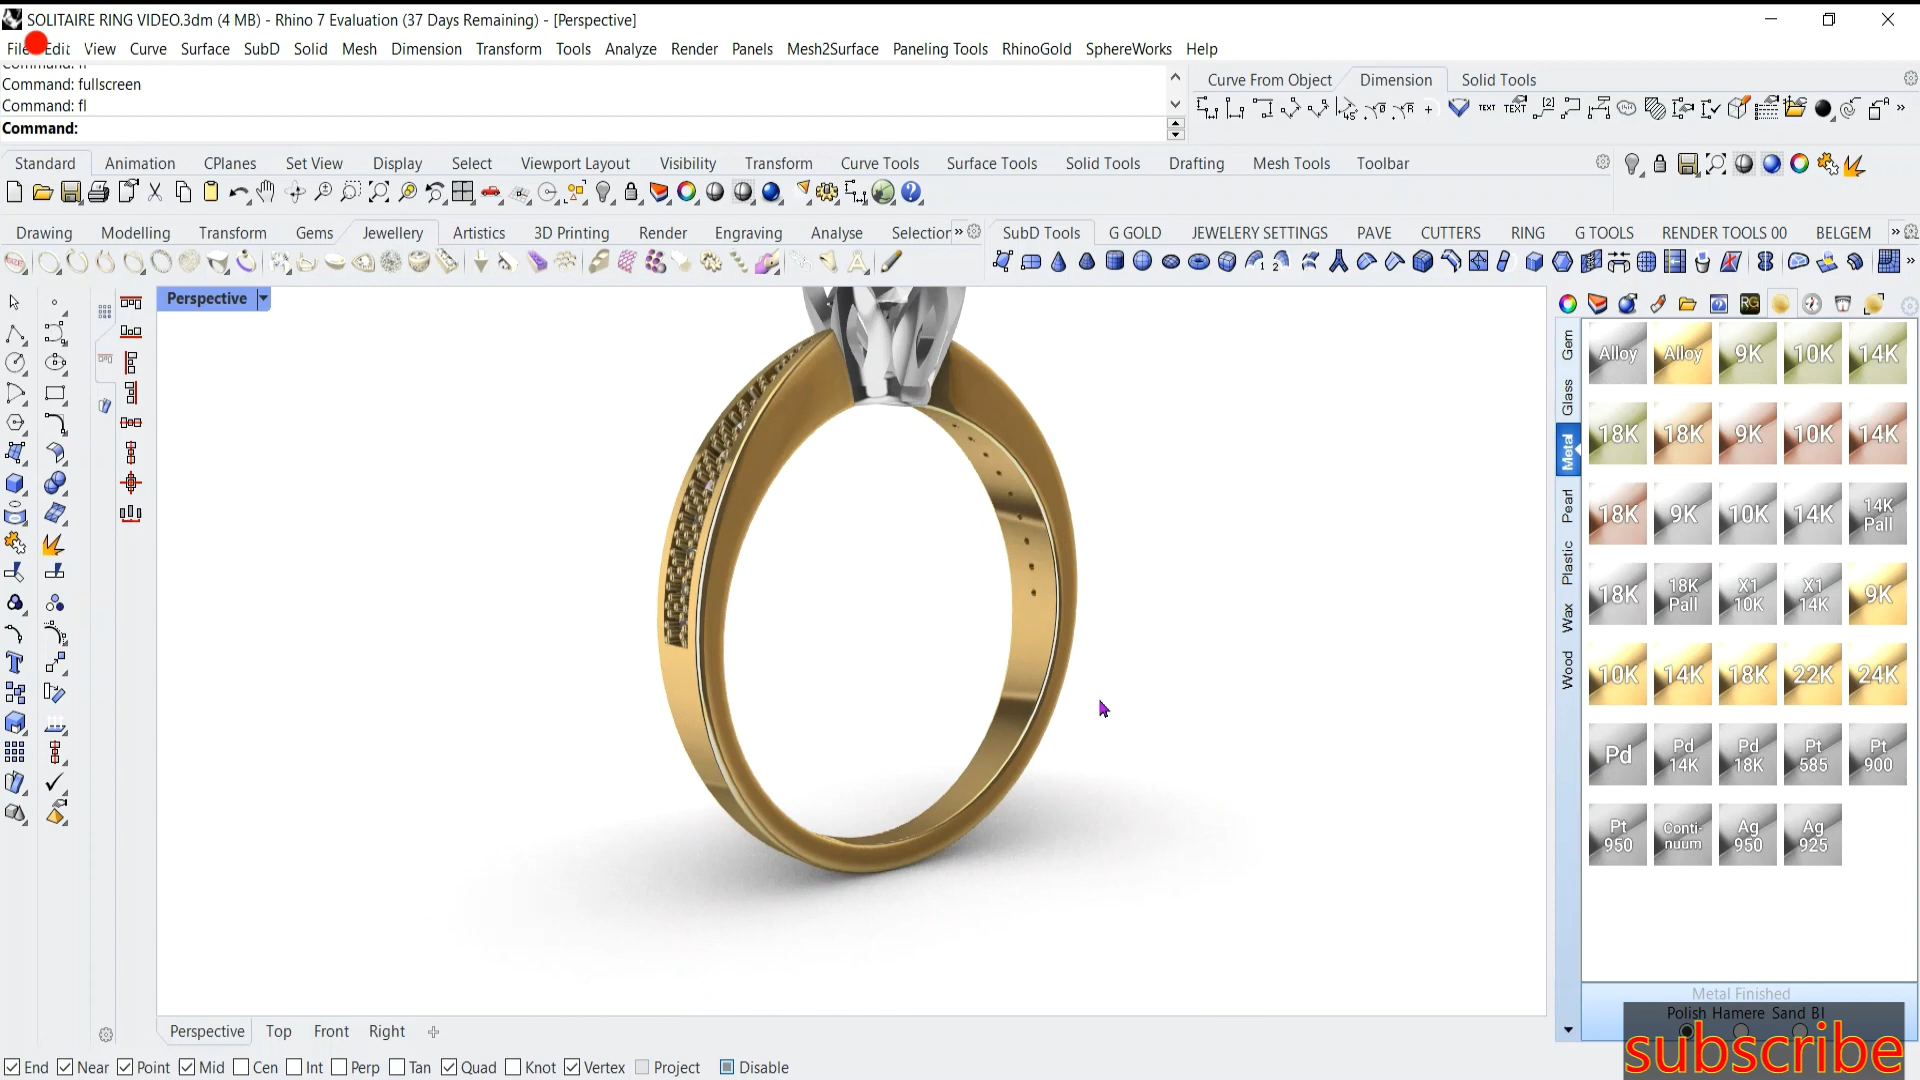 SOLITAIRE RING VIDEO.3dm (4 MB) - Rhino 7 Evaluation (37 Days Remaining) - [Perspective]
File Edit View Curve Surface SubD Solid Mesh Dimension Transform Tools Analyze Render Panels Mesh2Surface Paneling Tools RhinoGold SphereWorks Help
Command: fullscreen
Command: fl
Command:
Curve From Object Dimension Solid Tools
Standard Animation CPlanes Set View Display Select Viewport Layout Visibility Transform Curve Tools Surface Tools Solid Tools Drafting Mesh Tools Toolbar
Drawing Modelling Transform Gems Jewellery Artistics 3D Printing Render Engraving Analyse Selection »
SubD Tools G GOLD JEWELERY SETTINGS PAVE CUTTERS RING G TOOLS RENDER TOOLS 00 BELGEM »
Perspective
Gem
Glass
Metal
Pearl
Plastic
Wax
Wood
Alloy Alloy 9K 10K 14K
18K 18K 9K 10K 14K
18K 9K 10K 14K 14K Pall
18K 18K Pall X1 10K X1 14K 9K
10K 14K 18K 22K 24K
Pd Pd 14K Pd 18K Pt 585 Pt 900
Pt 950 Conti-nuum Ag 950 Ag 925
Metal Finished
Polish Hamere Sand Bl
subscribe
Perspective Top Front Right
End Near Point Mid Cen Int Perp Tan Quad Knot Vertex Project Disable